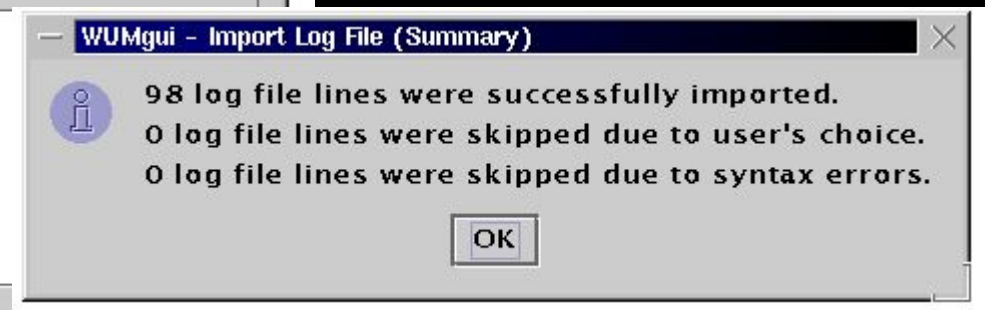 WUMgui - Import Log File (Summary)
98 log file lines were successfully imported.
0 log file lines were skipped due to user's choice.
0 log file lines were skipped due to syntax errors.
OK